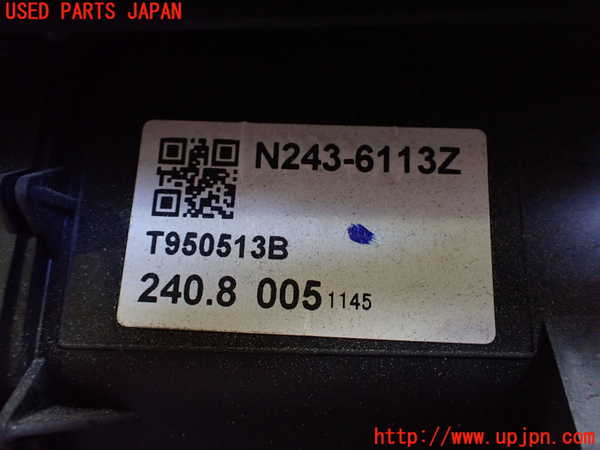 USED PARTS JAPAN
N243-6113Z
T950513B
240.8 005 1145
http://www.upjpn.com/